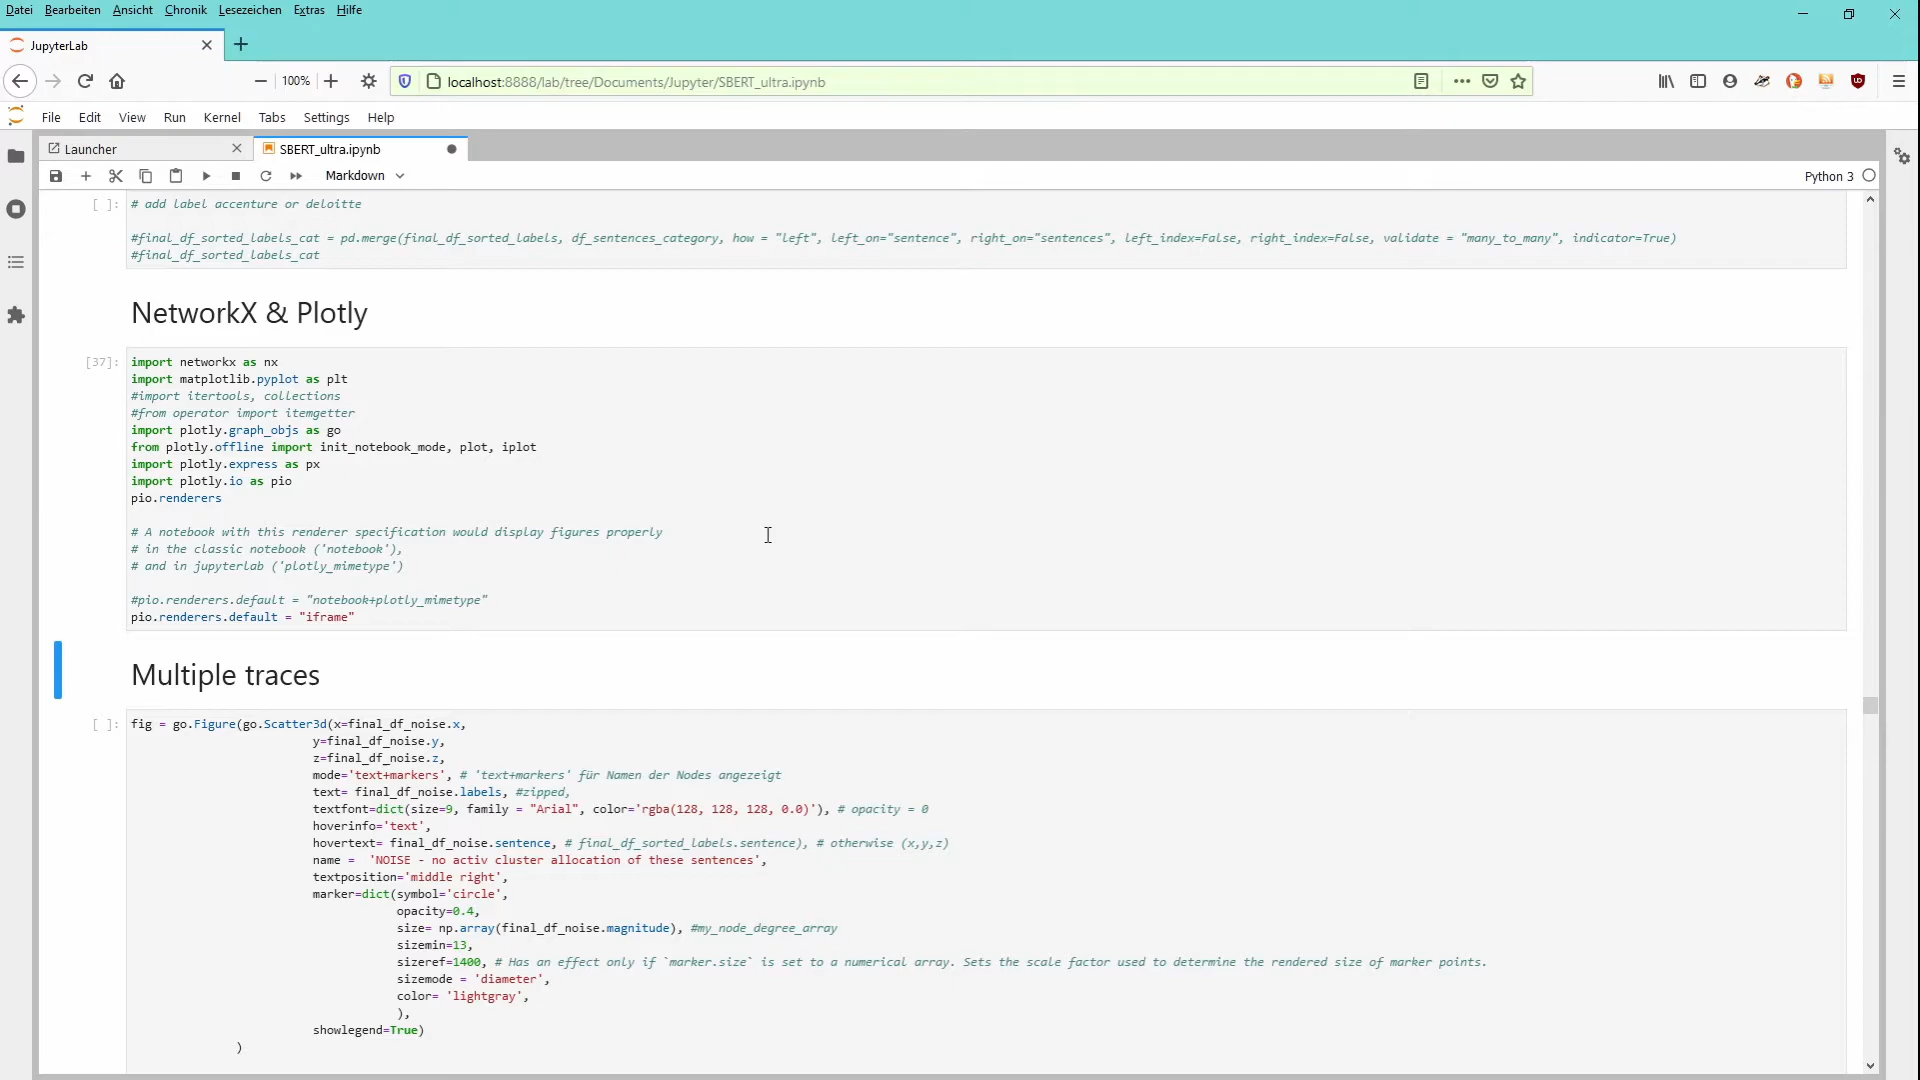 Datei Bearbeiten Ansicht Chronik Lesezeichen Extras Hilfe
JupyterLab
100%
localhost:8888/lab/tree/Documents/Jupyter/SBERT_ultra.ipynb
File Edit View Run Kernel Tabs Settings Help
Launcher SBERT_ultra.ipynb
Markdown Python 3
[ ]: # add label accenture or deloitte
#final_df_sorted_labels_cat = pd.merge(final_df_sorted_labels, df_sentences_category, how = "left", left_on="sentence", right_on="sentences", left_index=False, right_index=False, validate = "many_to_many", indicator=True)
#final_df_sorted_labels_cat
NetworkX & Plotly
[37]: import networkx as nx
import matplotlib.pyplot as plt
#import itertools, collections
#from operator import itemgetter
import plotly.graph_objs as go
from plotly.offline import init_notebook_mode, plot, iplot
import plotly.express as px
import plotly.io as pio
pio.renderers
# A notebook with this renderer specification would display figures properly
# in the classic notebook ('notebook'),
# and in jupyterlab ('plotly_mimetype')
#pio.renderers.default = "notebook+plotly_mimetype"
pio.renderers.default = "iframe"
Multiple traces
[ ]: fig = go.Figure(go.Scatter3d(x=final_df_noise.x,
y=final_df_noise.y,
z=final_df_noise.z,
mode='text+markers', # 'text+markers' für Namen der Nodes angezeigt
text= final_df_noise.labels, #zipped,
textfont=dict(size=9, family = "Arial", color='rgba(128, 128, 128, 0.0)'), # opacity = 0
hoverinfo='text',
hovertext= final_df_noise.sentence, # final_df_sorted_labels.sentence), # otherwise (x,y,z)
name =  'NOISE - no activ cluster allocation of these sentences',
textposition='middle right',
marker=dict(symbol='circle',
opacity=0.4,
size= np.array(final_df_noise.magnitude), #my_node_degree_array
sizemin=13,
sizeref=1400, # Has an effect only if `marker.size` is set to a numerical array. Sets the scale factor used to determine the rendered size of marker points.
sizemode = 'diameter',
color= 'lightgray',
),
showlegend=True)
)